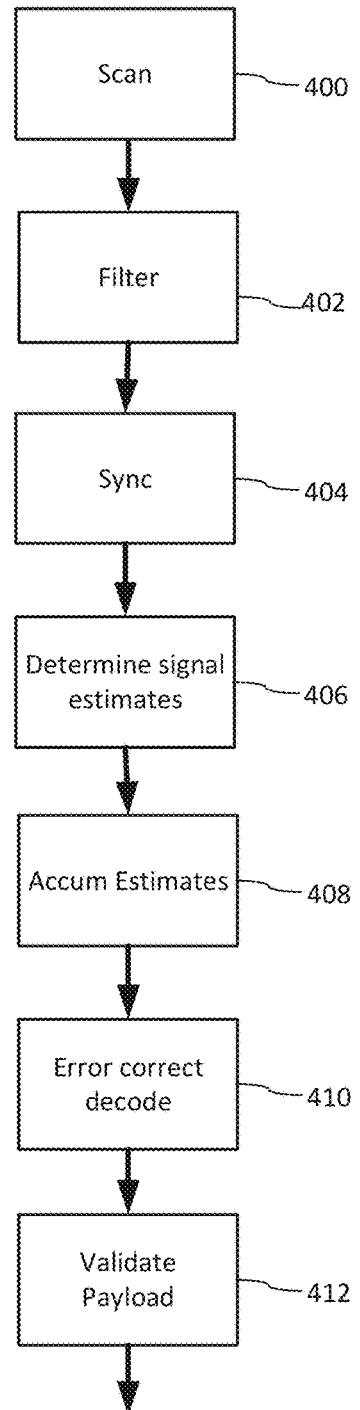 Scan
400
Filter
402
Sync
404
Determine signal
estimates
406
Accum Estimates
408
Error correct
decode
410
Validate
Payload
412